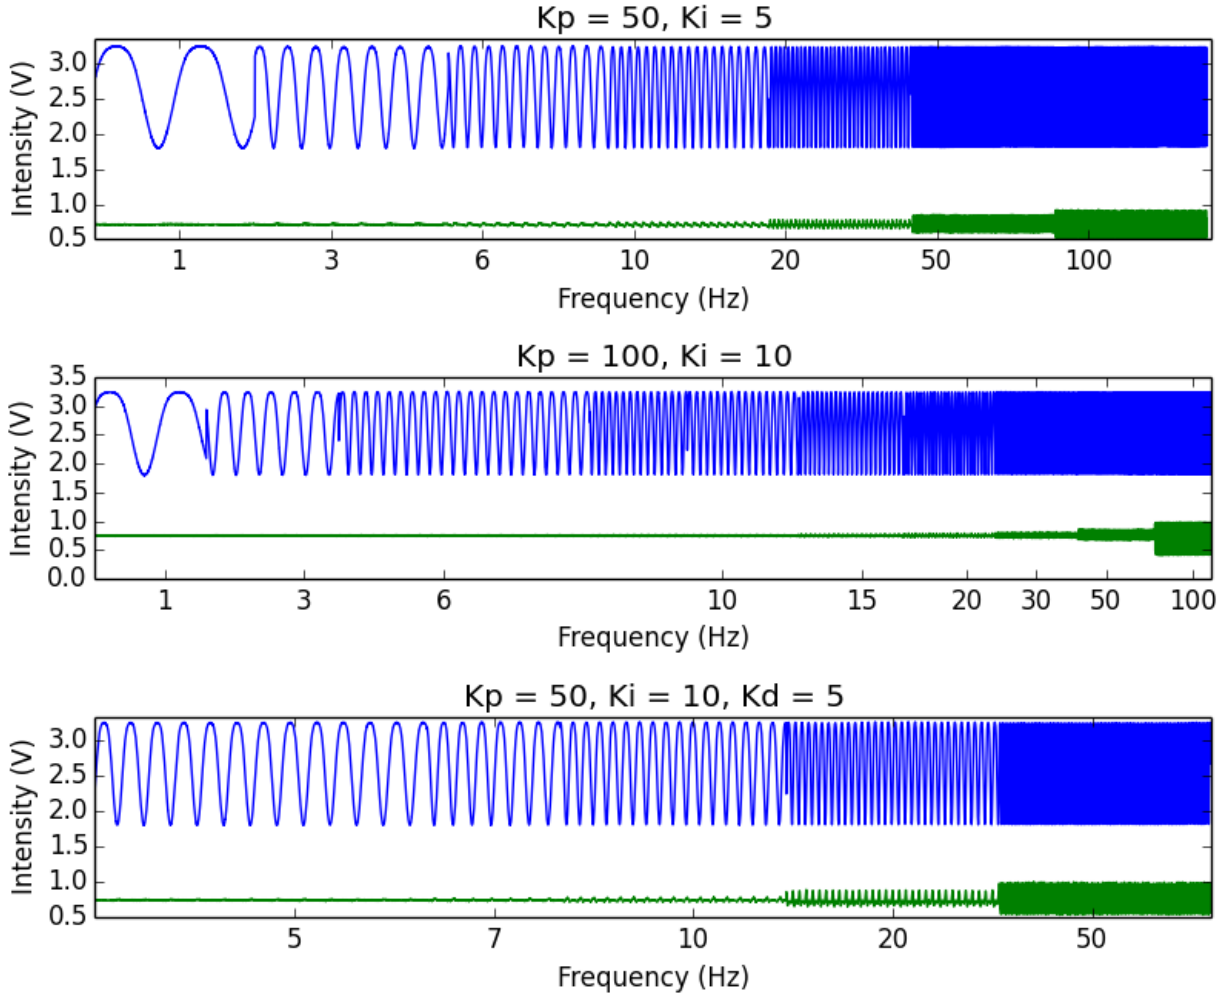 Kp = 50, Ki = 5
Intensity (V)
3.0
2.5
2.0
1.5
1.0
0.5
1 3 6 10 20 50 100
Frequency (Hz)
Kp = 100, Ki = 10
Intensity (V)
3.5
3.0
2.5
2.0
1.5
1.0
0.5
0.0
1 3 6 10 15 20 30 50 100
Frequency (Hz)
Kp = 50, Ki = 10, Kd = 5
Intensity (V)
3.0
2.5
2.0
1.5
1.0
0.5
5 7 10 20 50
Frequency (Hz)